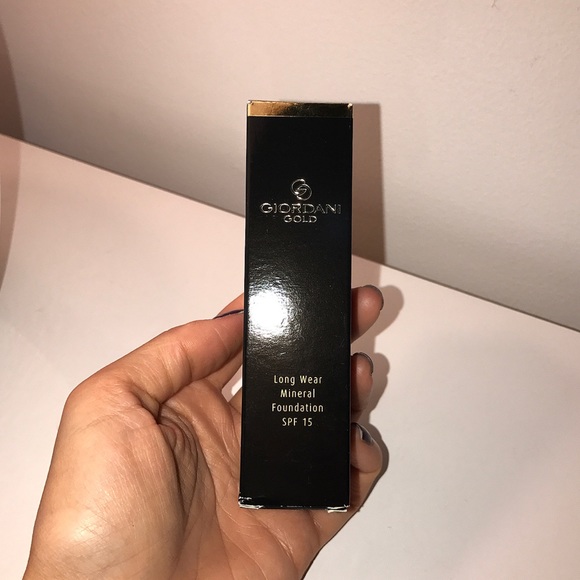 GIORDANI
GOLD
Long Wear
Mineral
Foundation
SPF 15